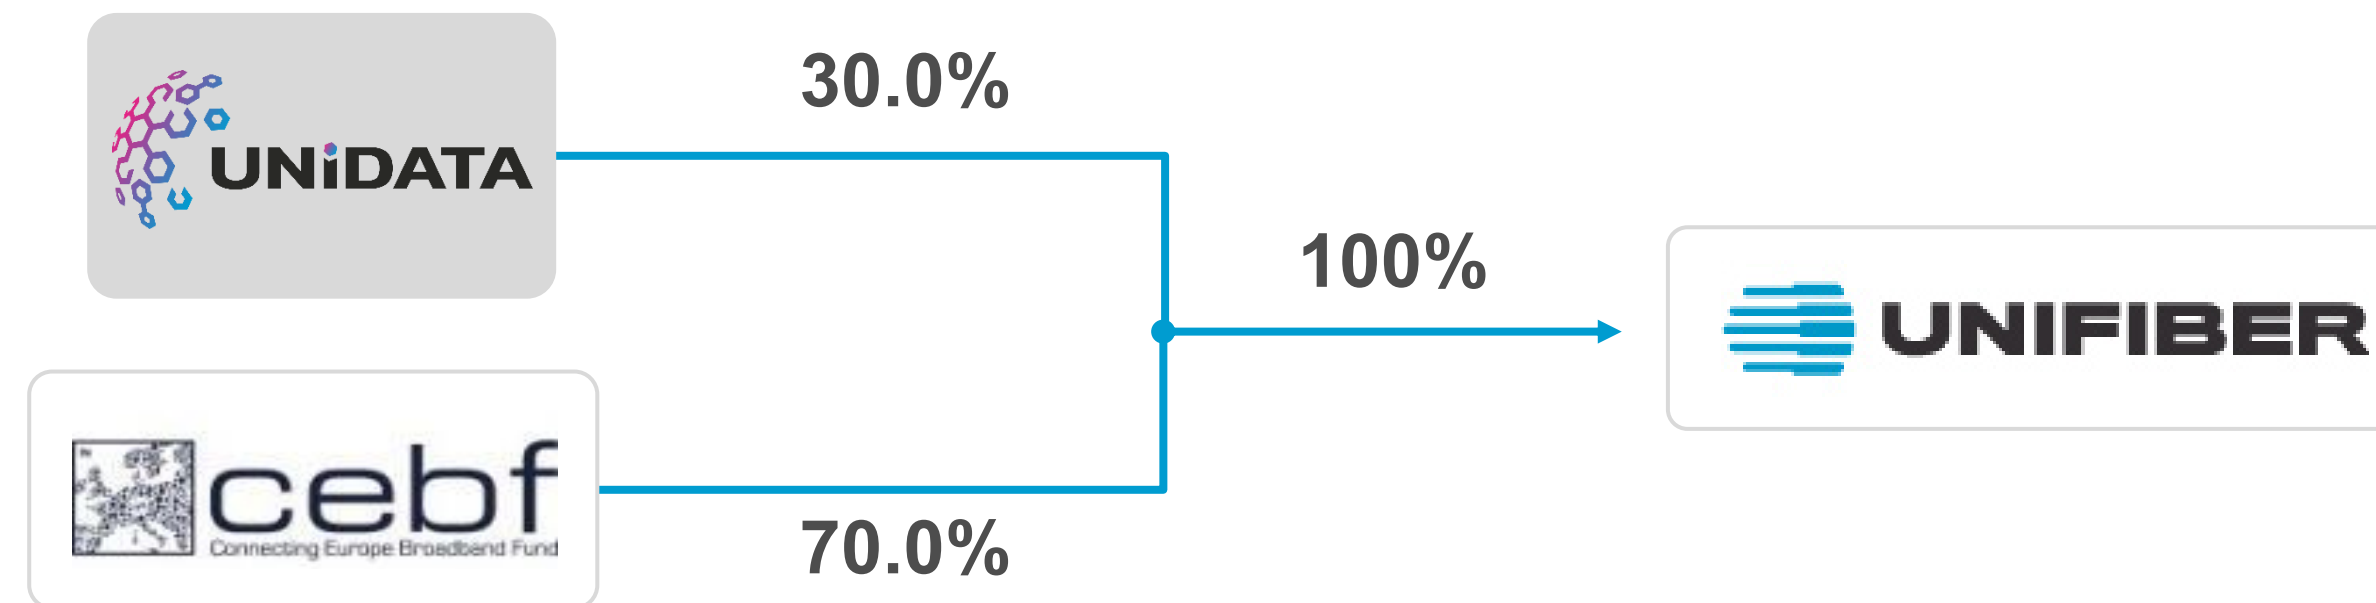 30.0%
UNiDATA
100%
UNIFIBER
cebf
Connecting Europe Broadband Fund
70.0%